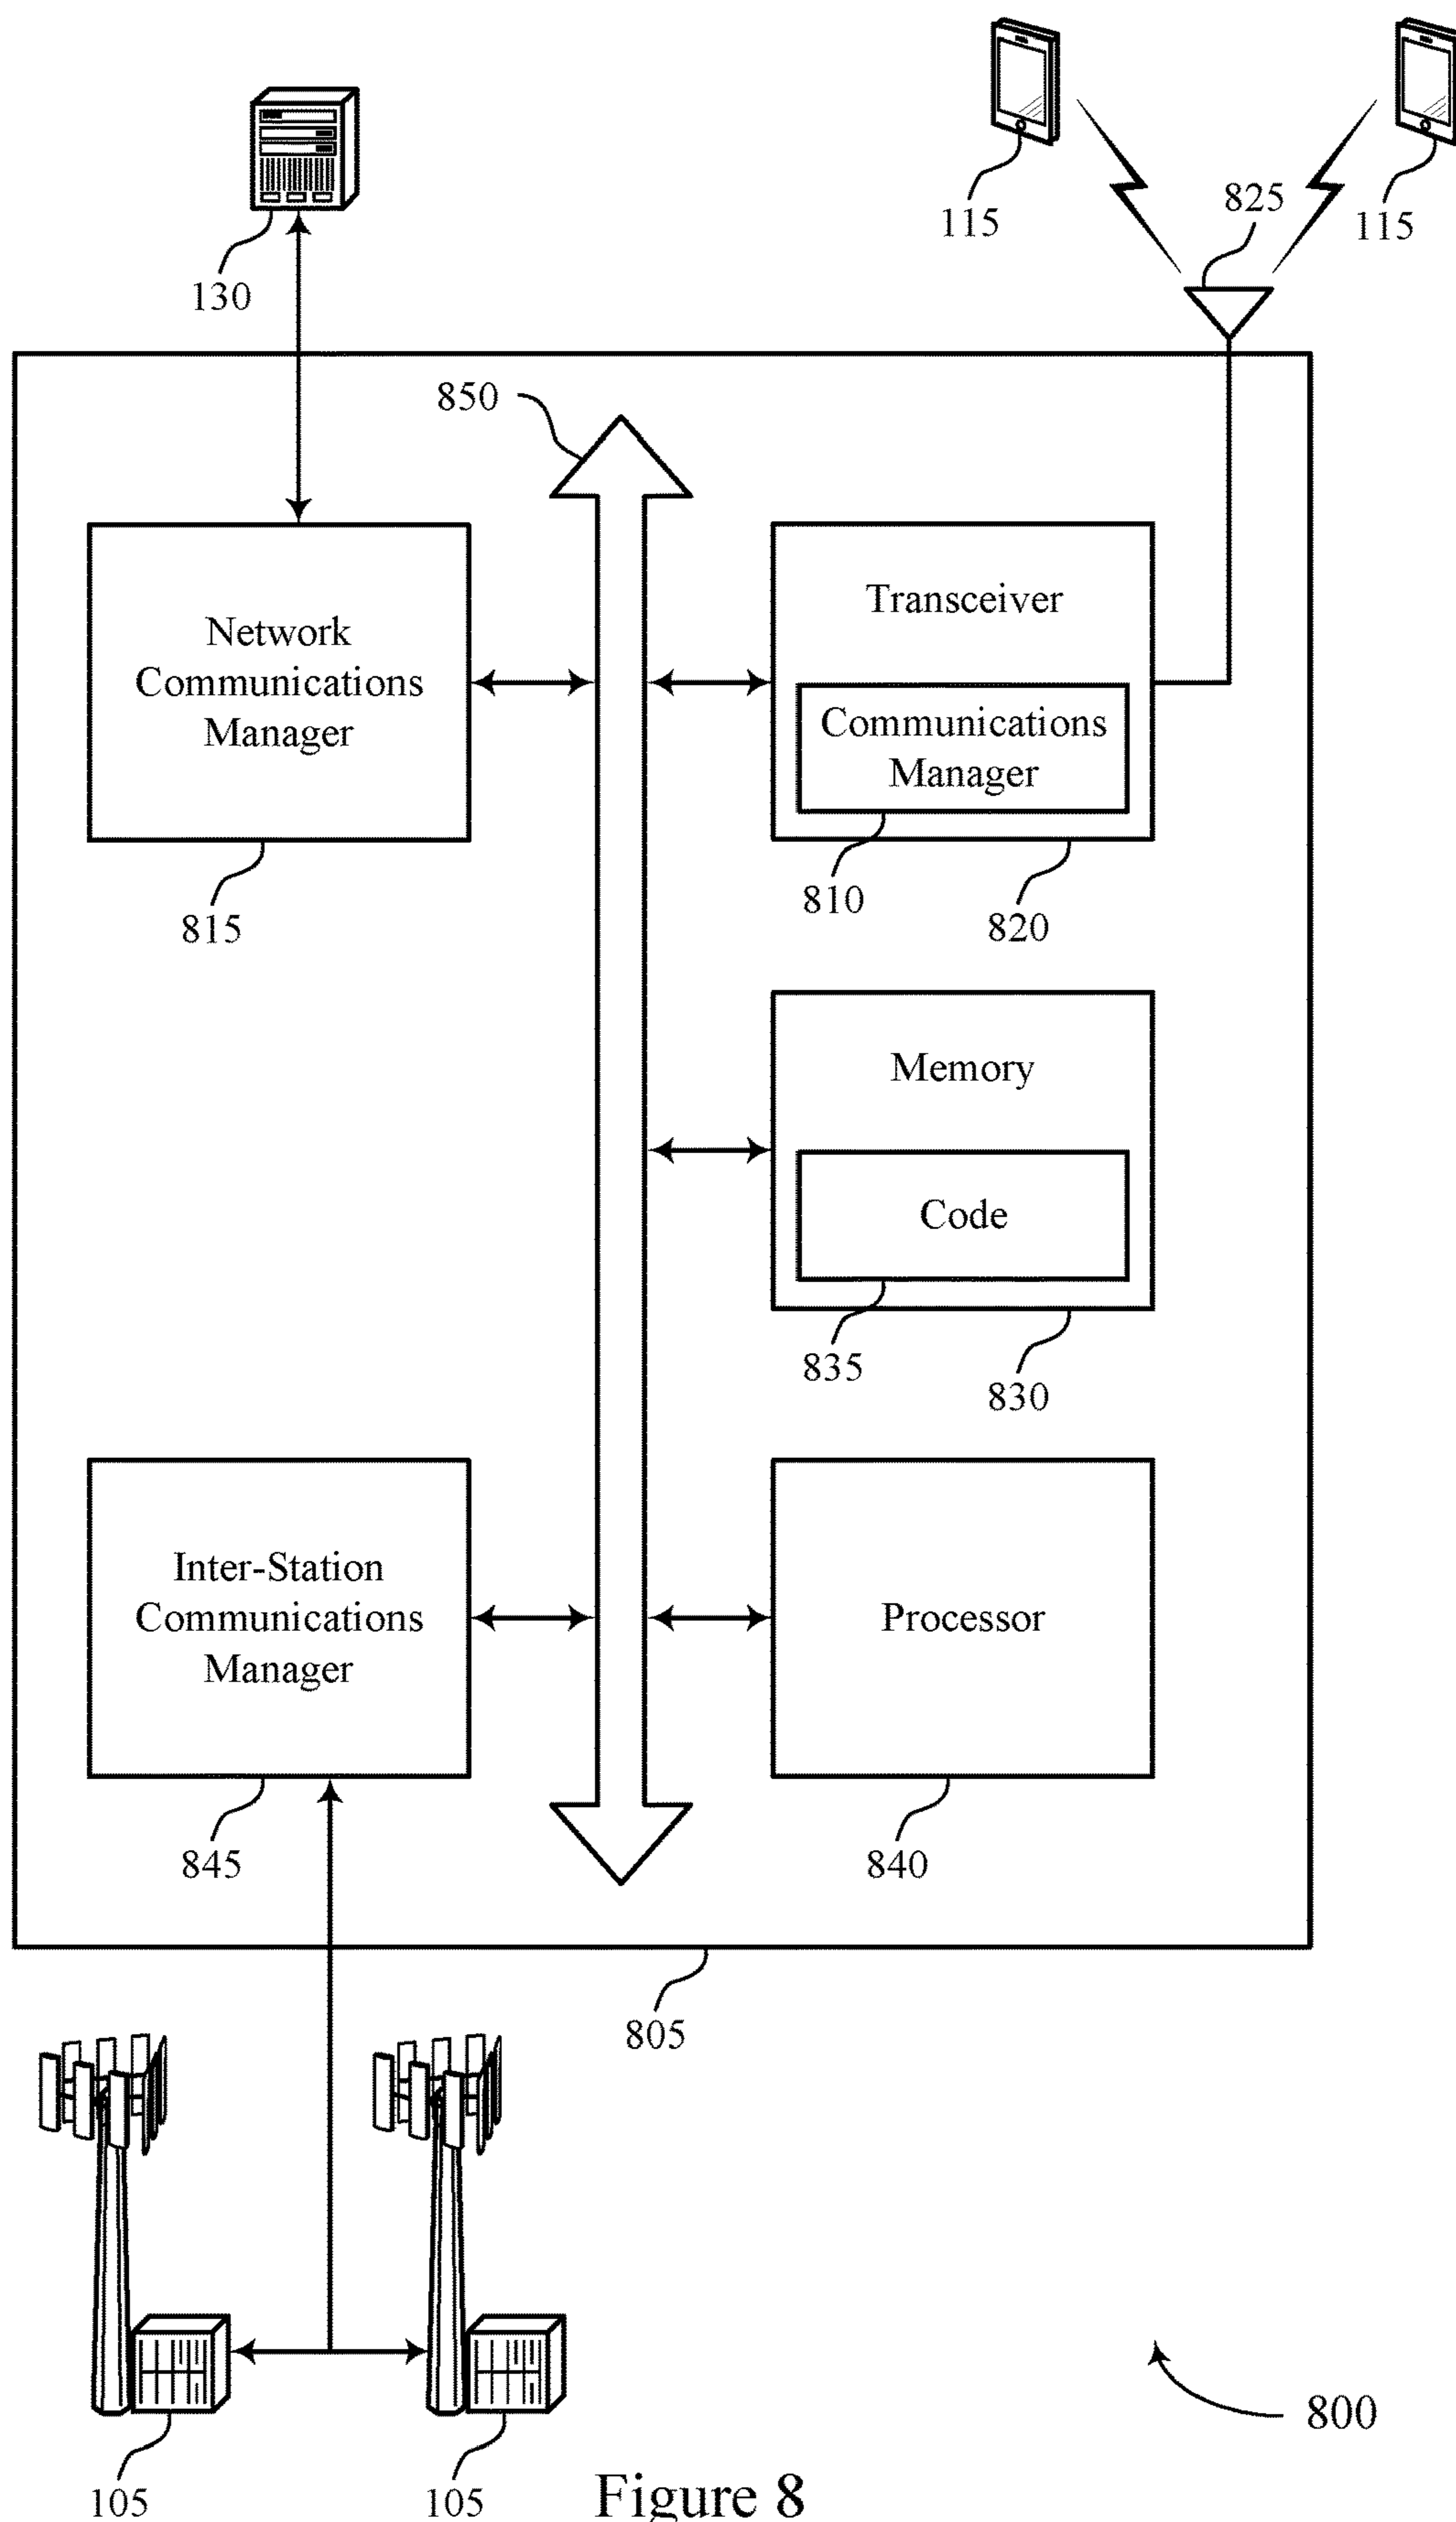 825
115
115
130
850
Network
Communications
Manager
Transceiver
Communications
Manager
815
810
820
Memory
Code
835
830
Inter-Station
Communications
Manager
Processor
845
840
805
800
105
105
Figure 8